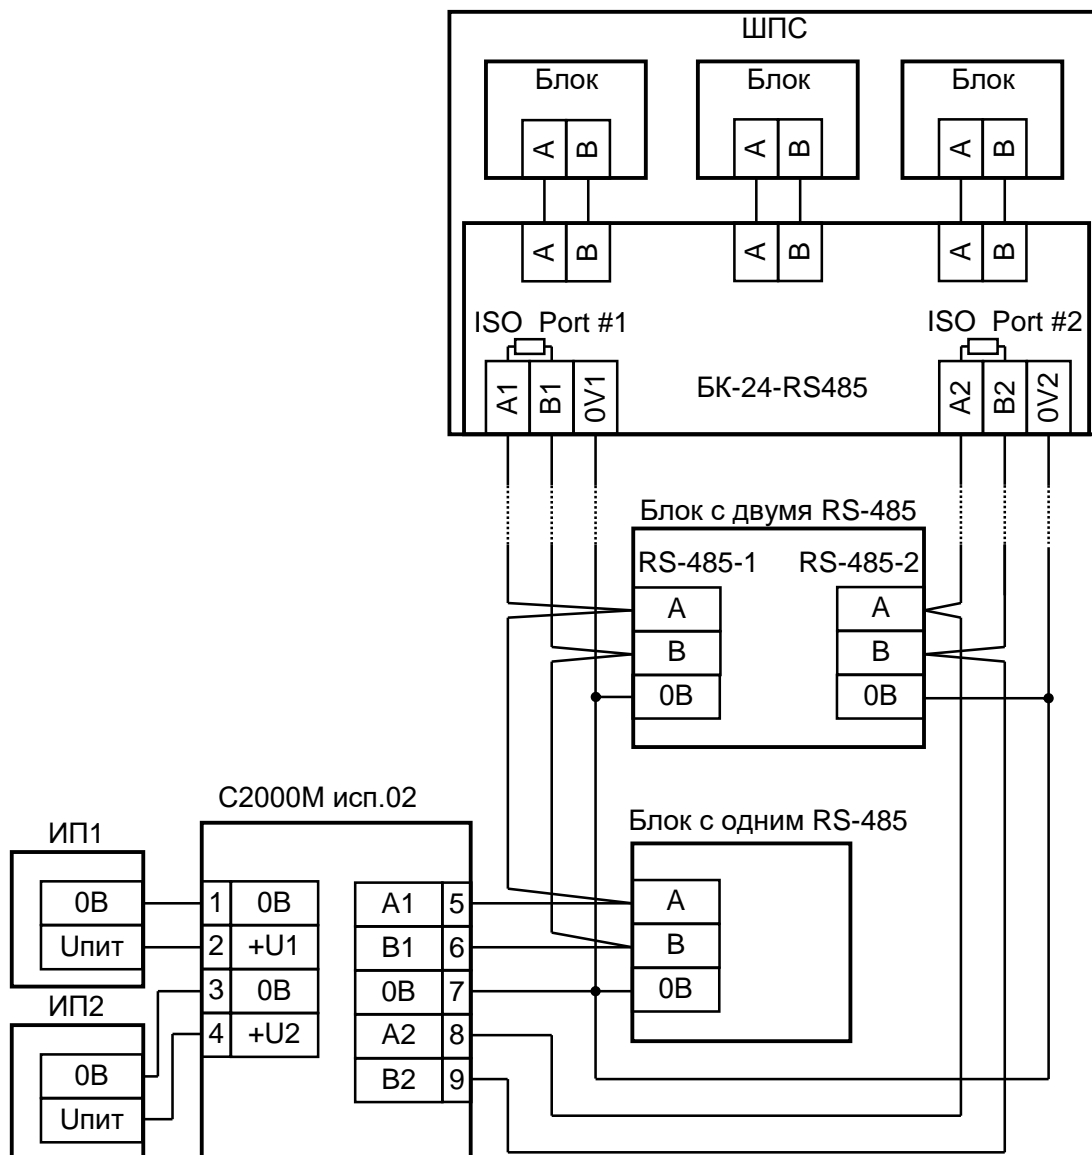 ШПС
Блок Блок Блок
A B A B A B
A B A B A B
ISO Port #1 ISO Port #2
A1 B1 0V1 БК-24-RS485 A2 B2 0V2
Блок с двумя RS-485
RS-485-1 RS-485-2
A A
B B
0В 0В
С2000М исп.02
Блок с одним RS-485
ИП1
0В 1 0В A1 5 A
Uпит 2 +U1 B1 6 B
ИП2
3 0В 0В 7 0В
4 +U2 A2 8
0В B2 9
Uпит